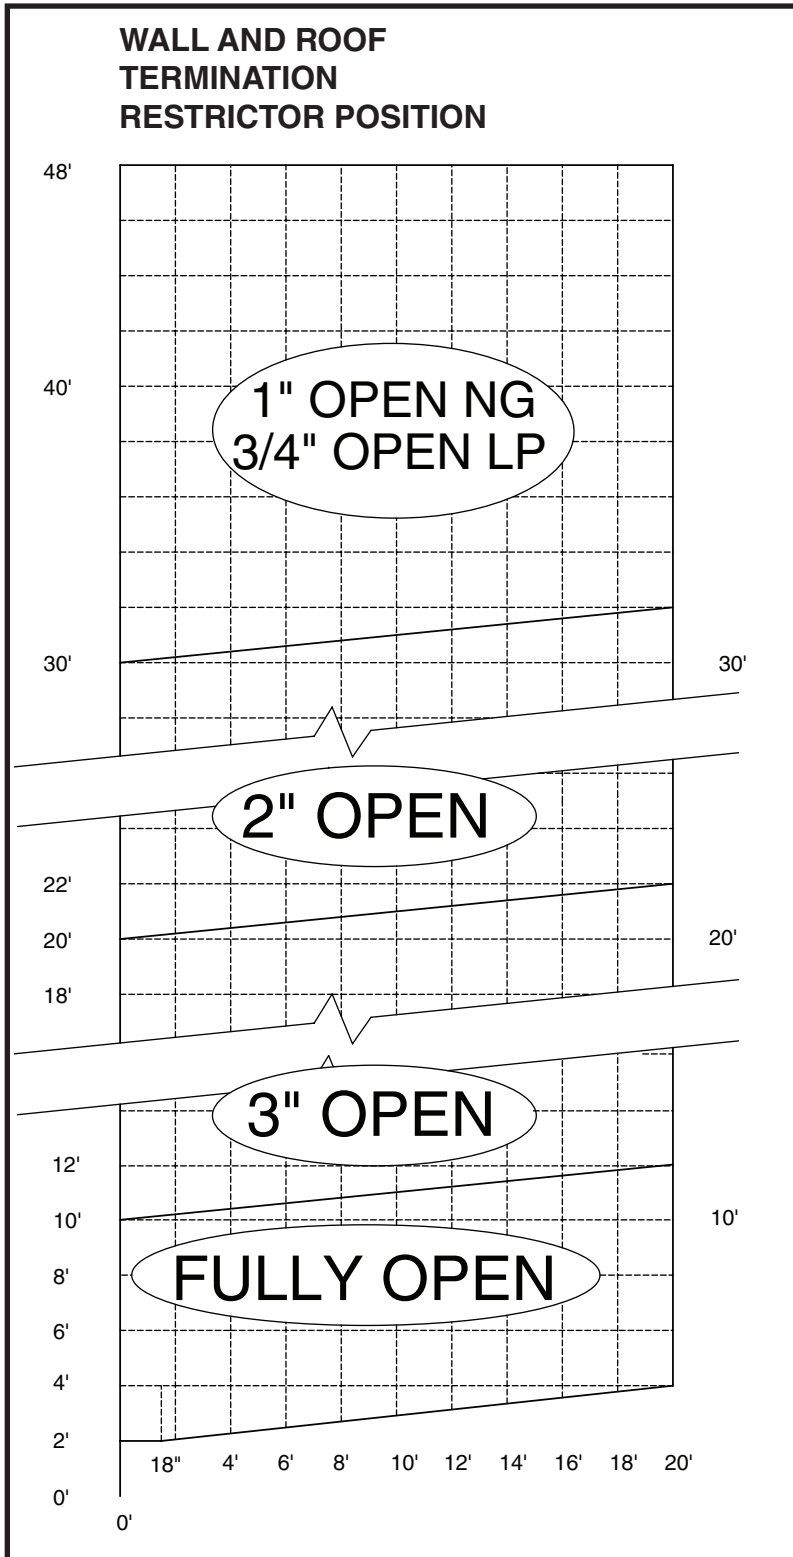 WALL AND ROOF
TERMINATION
RESTRICTOR POSITION
48'
40'
1" OPEN NG
3/4" OPEN LP
30'
30'
2" OPEN
22'
20'
20'
18'
3" OPEN
12'
10'
10'
FULLY OPEN
8'
6'
4'
2'
18" 4' 6' 8' 10' 12' 14' 16' 18' 20'
0'
0'